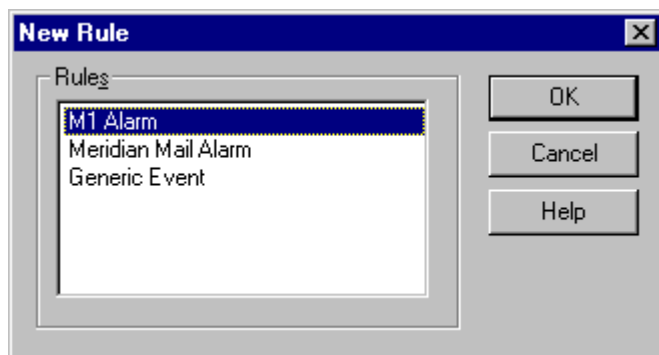 New Rule
Rules
M1 Alarm
Meridian Mail Alarm
Generic Event
OK
Cancel
Help